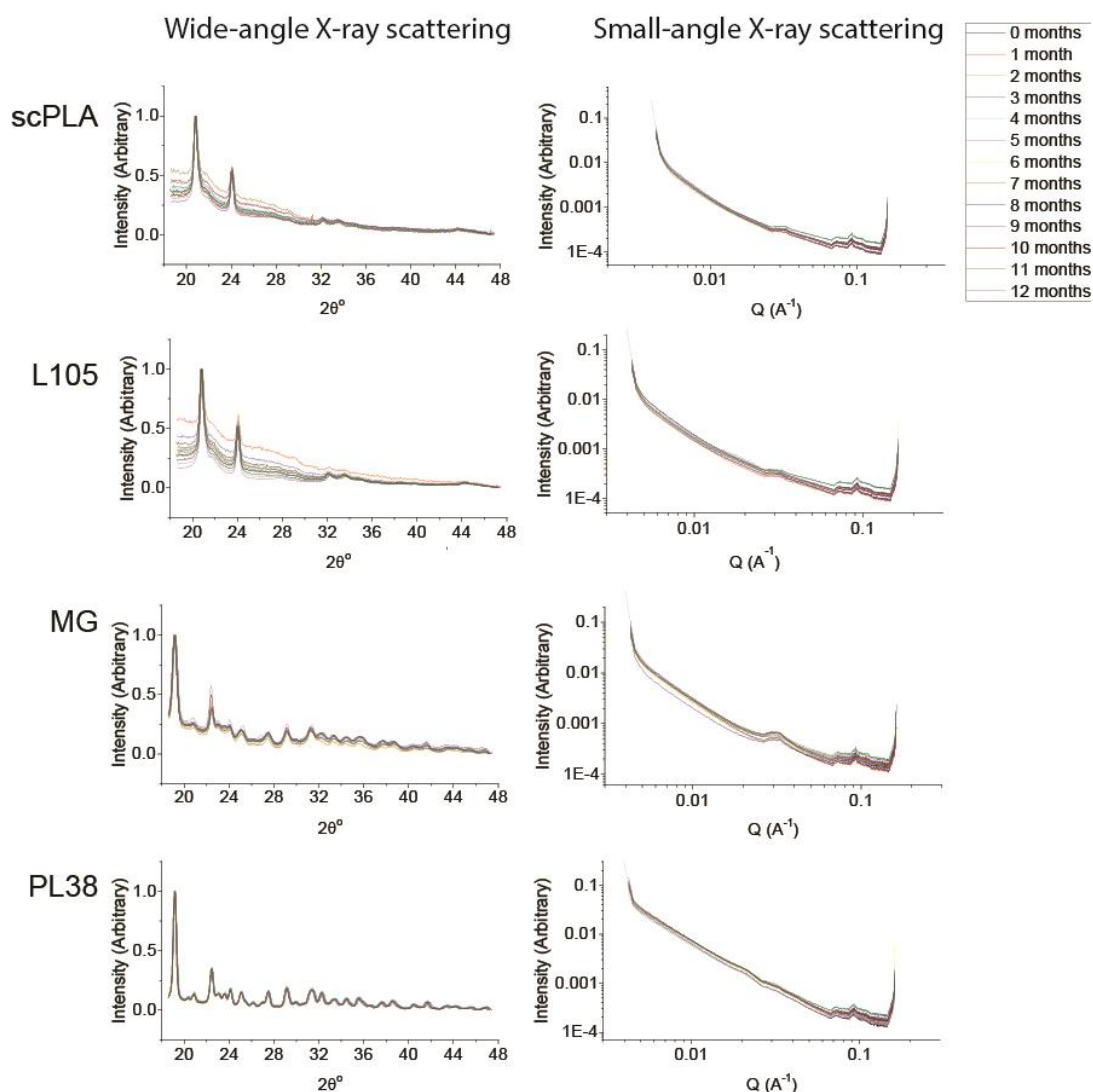 Wide-angle X-ray scattering
Small-angle X-ray scattering
0 months
1 month
2 months
3 months
4 months
5 months
6 months
7 months
8 months
9 months
10 months
11 months
12 months
scPLA
Intensity (Arbitrary)
1.0
0.5
0.0
20 24 28 32 36 40 44 48
2θ°
Intensity (Arbitrary)
0.1
0.01
0.001
1E-4
0.01 0.1
Q (A⁻¹)
L105
Intensity (Arbitrary)
1.0
0.5
0.0
20 24 28 32 36 40 44 48
2θ°
Intensity (Arbitrary)
0.1
0.01
0.001
1E-4
0.01 0.1
Q (A⁻¹)
MG
Intensity (Arbitrary)
1.0
0.5
0.0
20 24 28 32 36 40 44 48
2θ°
Intensity (Arbitrary)
0.1
0.01
0.001
1E-4
0.01 0.1
Q (A⁻¹)
PL38
Intensity (Arbitrary)
1.0
0.5
0.0
20 24 28 32 36 40 44 48
2θ°
Intensity (Arbitrary)
0.1
0.01
0.001
1E-4
0.01 0.1
Q (A⁻¹)